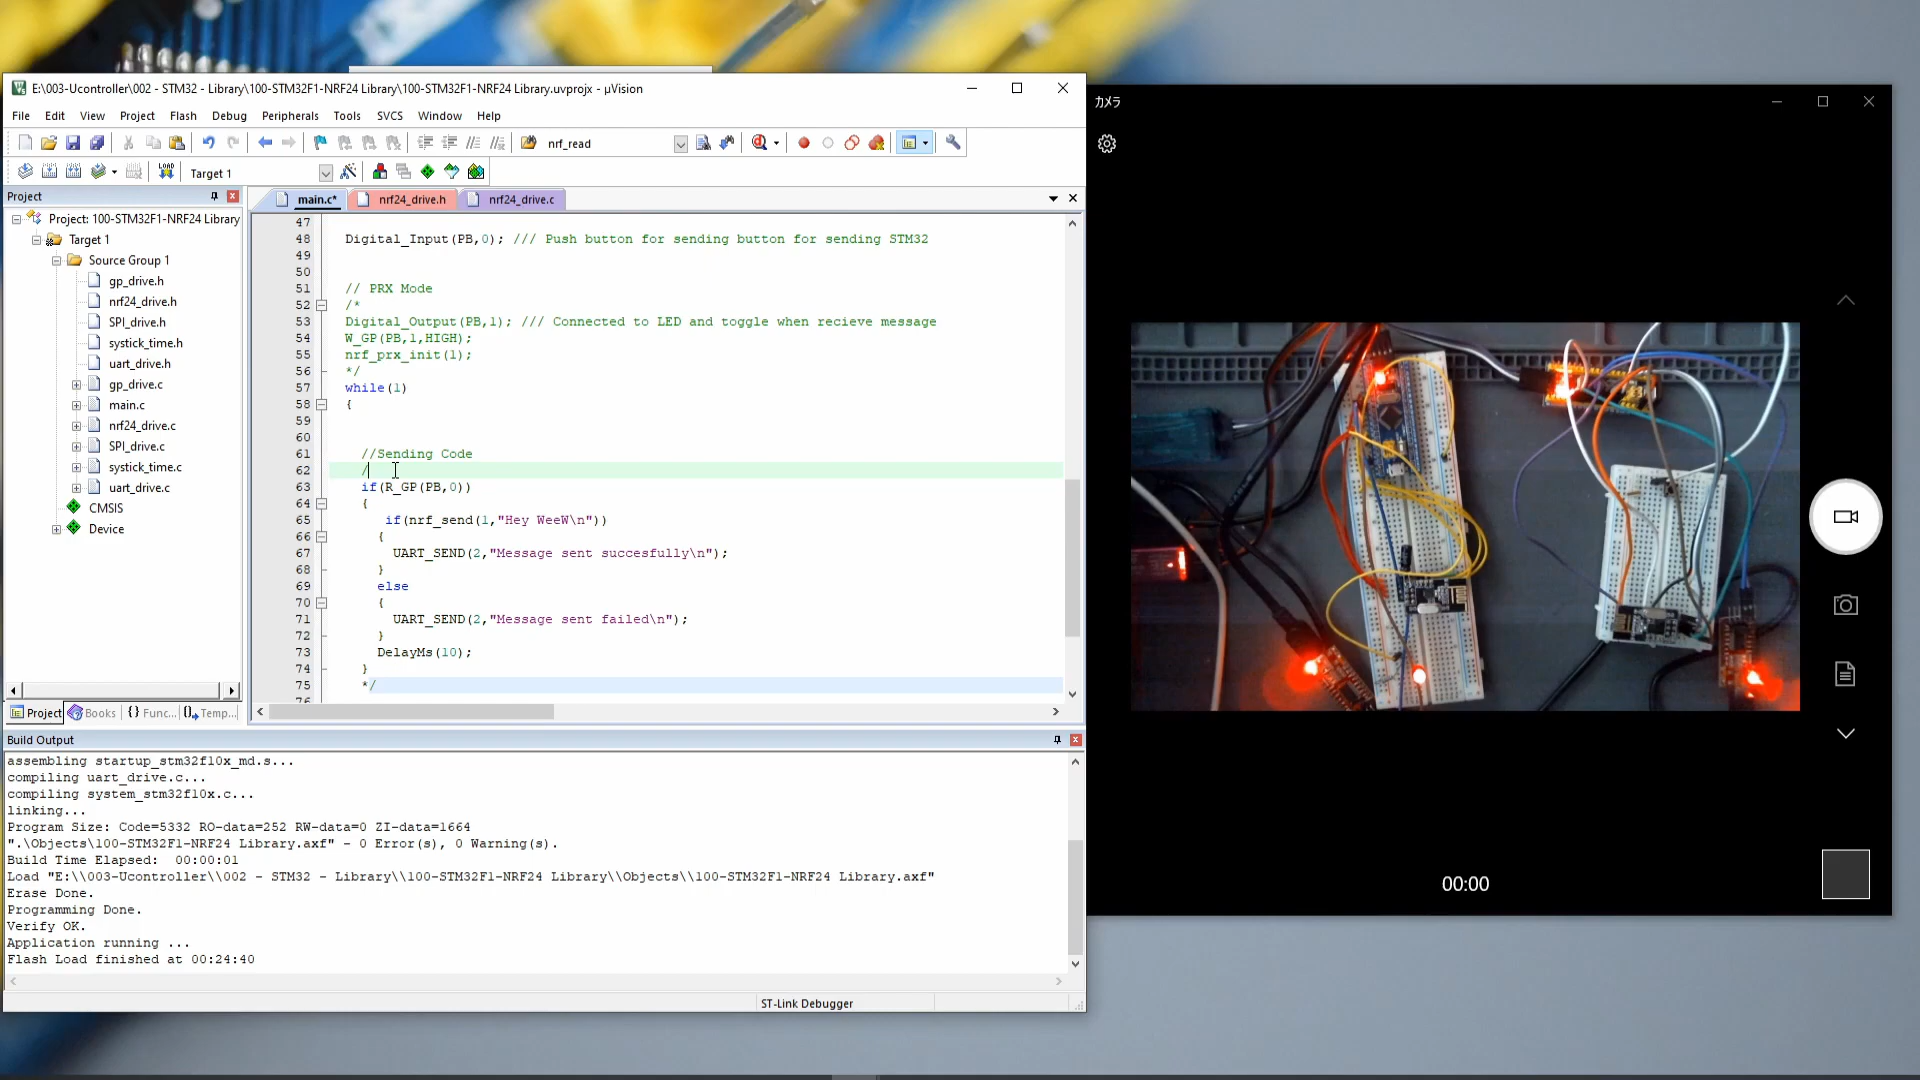 E:\003-Ucontroller\002 - STM32 - Library\100-STM32F1-NRF24 Library\100-STM32F1-NRF24 Library.uvprojx - µVision
File Edit View Project Flash Debug Peripherals Tools SVCS Window Help
nrf_read
LOAD
Target 1
Project
Project: 100-STM32F1-NRF24 Library
Target 1
Source Group 1
gp_drive.h
nrf24_drive.h
SPI_drive.h
systick_time.h
uart_drive.h
gp_drive.c
main.c
nrf24_drive.c
SPI_drive.c
systick_time.c
uart_drive.c
CMSIS
Device
Project Books {} Func... Temp...
main.c* nrf24_drive.h nrf24_drive.c
47
48 Digital_Input(PB,0); /// Push button for sending button for sending STM32
49
50
51 // PRX Mode
52 /*
53 Digital_Output(PB,1); /// Connected to LED and toggle when recieve message
54 W_GP(PB,1,HIGH);
55 nrf_prx_init(1);
56 */
57 while(1)
58 {
59
60
61 //Sending Code
62 /
63 if(R_GP(PB,0))
64 {
65 if(nrf_send(1,"Hey WeeW\n"))
66 {
67 UART_SEND(2,"Message sent succesfully\n");
68 }
69 else
70 {
71 UART_SEND(2,"Message sent failed\n");
72 }
73 DelayMs(10);
74 }
75 */
76
Build Output
assembling startup_stm32f10x_md.s...
compiling uart_drive.c...
compiling system_stm32f10x.c...
linking...
Program Size: Code=5332 RO-data=252 RW-data=0 ZI-data=1664
".\Objects\100-STM32F1-NRF24 Library.axf" - 0 Error(s), 0 Warning(s).
Build Time Elapsed:  00:00:01
Load "E:\\003-Ucontroller\\002 - STM32 - Library\\100-STM32F1-NRF24 Library\\Objects\\100-STM32F1-NRF24 Library.axf"
Erase Done.
Programming Done.
Verify OK.
Application running ...
Flash Load finished at 00:24:40
ST-Link Debugger
カメラ
00:00